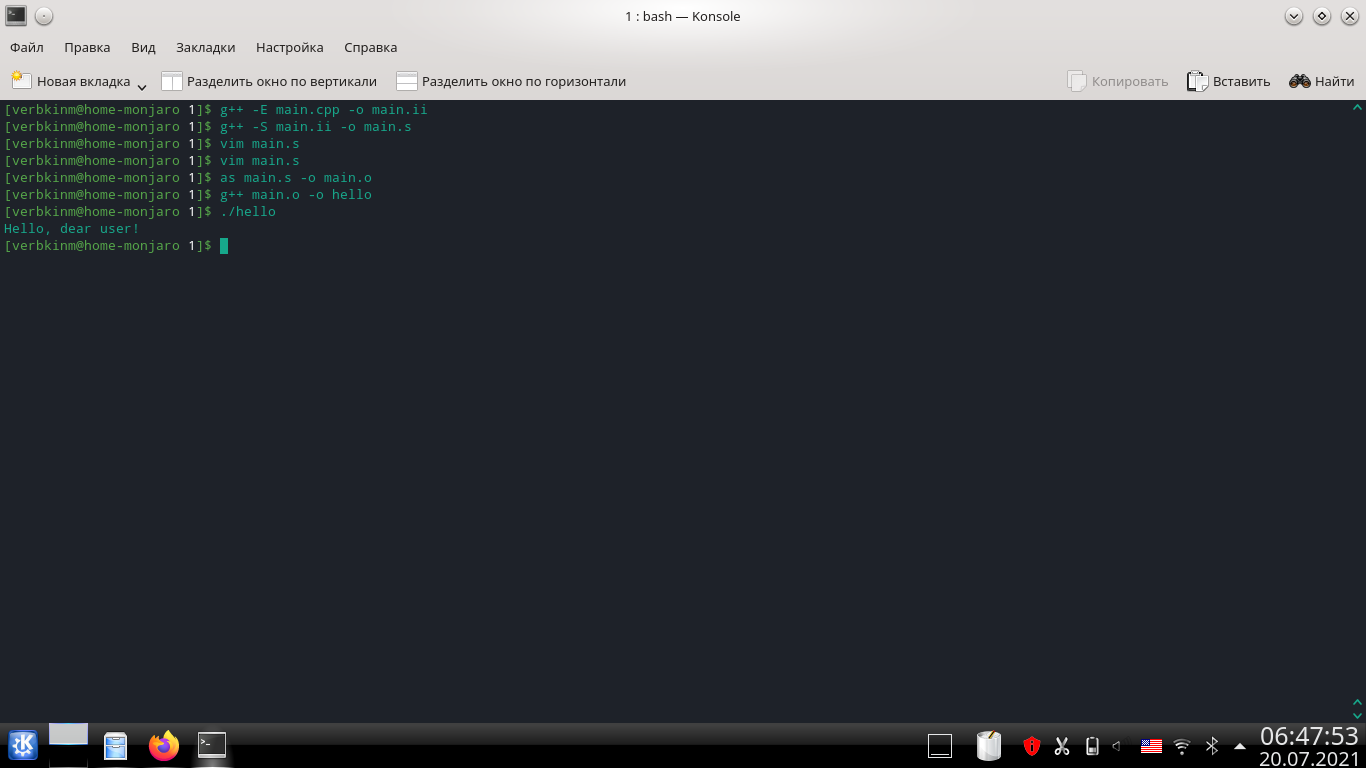 1 : bash — Konsole
Файл Правка Вид Закладки Настройка Справка
Новая вкладка Разделить окно по вертикали Разделить окно по горизонтали Копировать Вставить Найти
[verbkinm@home-monjaro 1]$ g++ -E main.cpp -o main.ii
[verbkinm@home-monjaro 1]$ g++ -S main.ii -o main.s
[verbkinm@home-monjaro 1]$ vim main.s
[verbkinm@home-monjaro 1]$ vim main.s
[verbkinm@home-monjaro 1]$ as main.s -o main.o
[verbkinm@home-monjaro 1]$ g++ main.o -o hello
[verbkinm@home-monjaro 1]$ ./hello
Hello, dear user!
[verbkinm@home-monjaro 1]$
06:47:53
20.07.2021